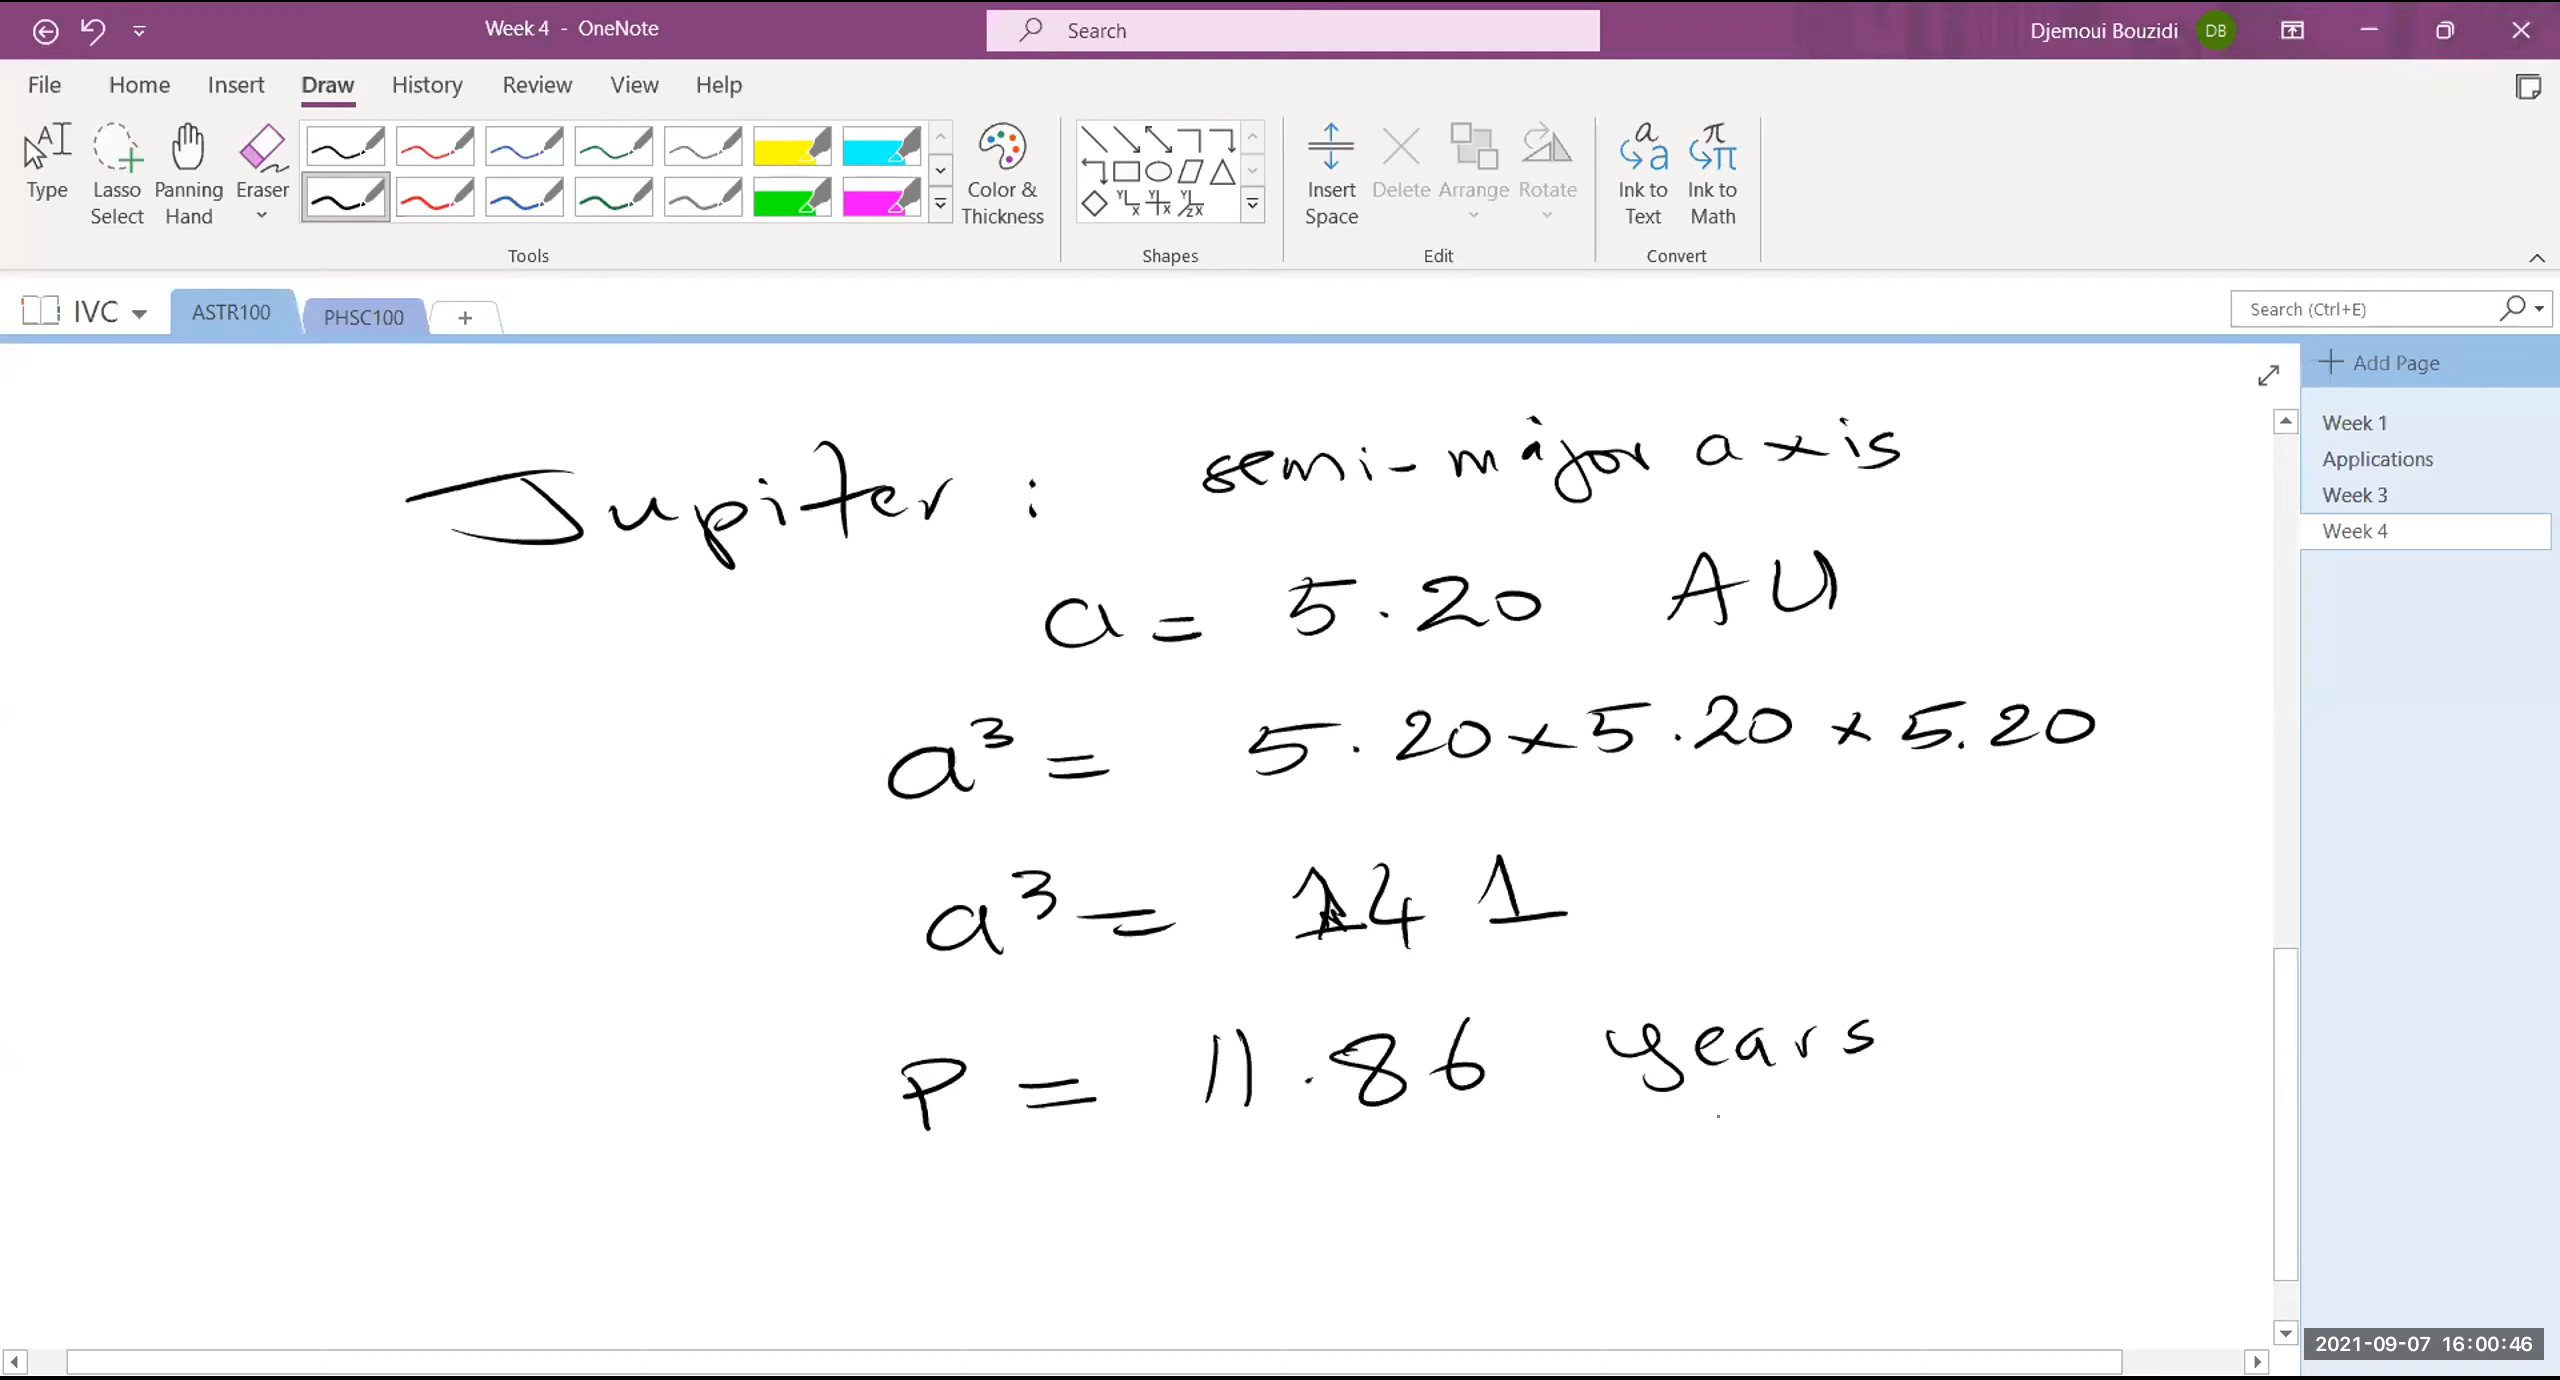 Week 4 - OneNote
Search
Djemoui Bouzidi DB
File Home Insert Draw History Review View Help
Type
Lasso Select
Panning Hand
Eraser
Color & Thickness
Insert Space
Delete
Arrange
Rotate
Ink to Text
Ink to Math
Tools Shapes Edit Convert
IVC ASTR100 PHSC100 +
Search (Ctrl+E)
Add Page
Week 1
Applications
Week 3
Week 4
Jupiter : semi-major axis
a = 5.20 AU
a³ = 5.20 × 5.20 × 5.20
a³ = 141
P = 11.86 years
2021-09-07 16:00:46